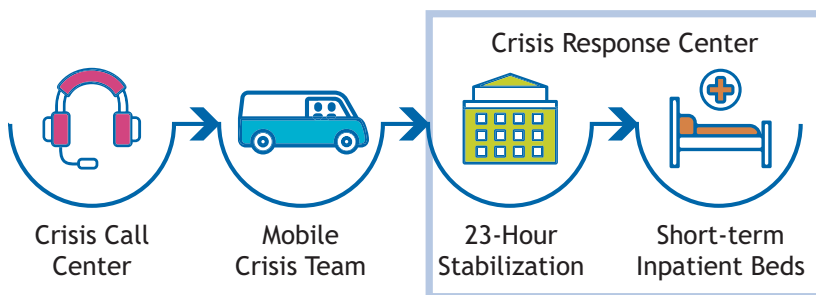 Crisis Response Center
Crisis Call
Center
Mobile
Crisis Team
23-Hour
Stabilization
Short-term
Inpatient Beds